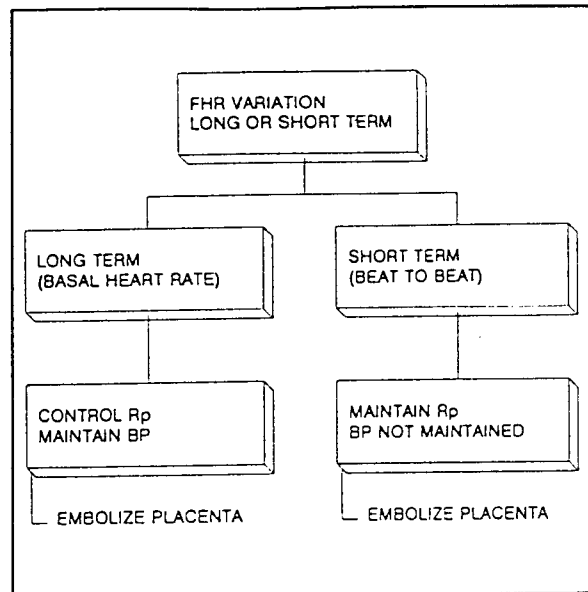 FHR VARIATION
LONG OR SHORT TERM
LONG TERM
(BASAL HEART RATE)
SHORT TERM
(BEAT TO BEAT)
CONTROL Rp
MAINTAIN BP
MAINTAIN Rp
BP NOT MAINTAINED
EMBOLIZE PLACENTA
EMBOLIZE PLACENTA